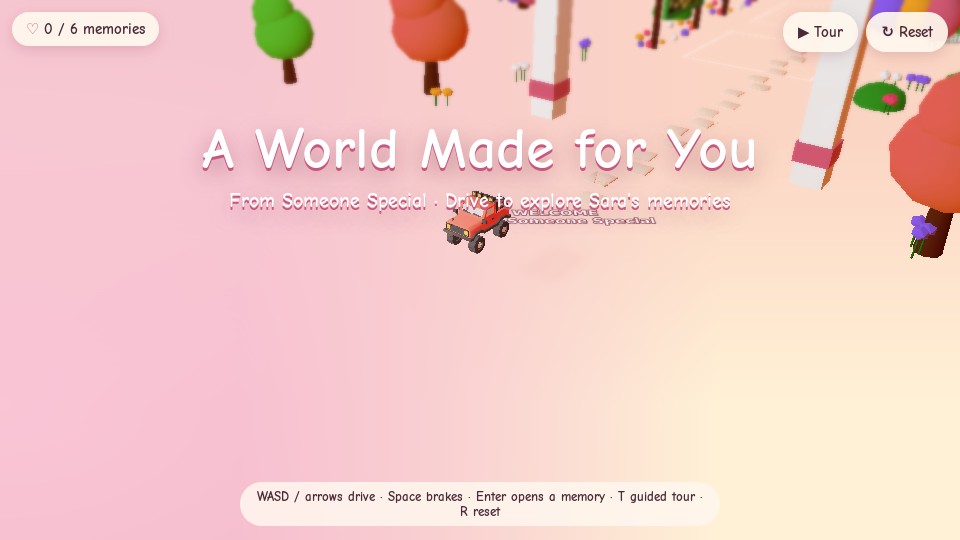 ♡ 0 / 6 memories
▶ Tour
↻ Reset
A World Made for You
From Someone Special · Drive to explore Sara's memories
WELCOME
Someone Special
WASD / arrows drive · Space brakes · Enter opens a memory · T guided tour ·
R reset